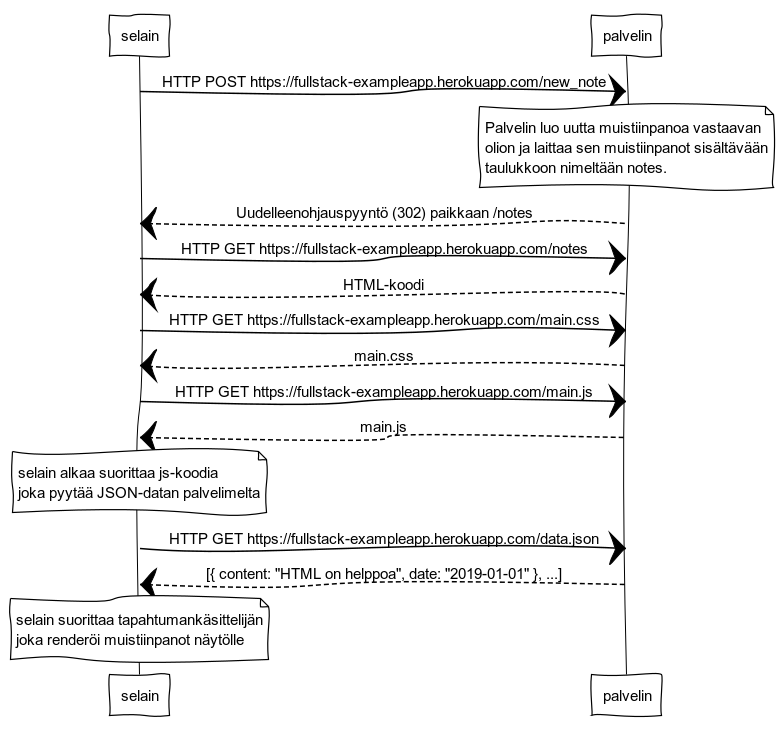 selain
palvelin
HTTP POST https://fullstack-exampleapp.herokuapp.com/new_note
Palvelin luo uutta muistiinpanoa vastaavan
olion ja laittaa sen muistiinpanot sisältävään
taulukkoon nimeltään notes.
Uudelleenohjauspyyntö (302) paikkaan /notes
HTTP GET https://fullstack-exampleapp.herokuapp.com/notes
HTML-koodi
HTTP GET https://fullstack-exampleapp.herokuapp.com/main.css
main.css
HTTP GET https://fullstack-exampleapp.herokuapp.com/main.js
main.js
selain alkaa suorittaa js-koodia
joka pyytää JSON-datan palvelimelta
HTTP GET https://fullstack-exampleapp.herokuapp.com/data.json
[{ content: "HTML on helppoa", date: "2019-01-01" }, ...]
selain suorittaa tapahtumankäsittelijän
joka renderöi muistiinpanot näytölle
selain
palvelin